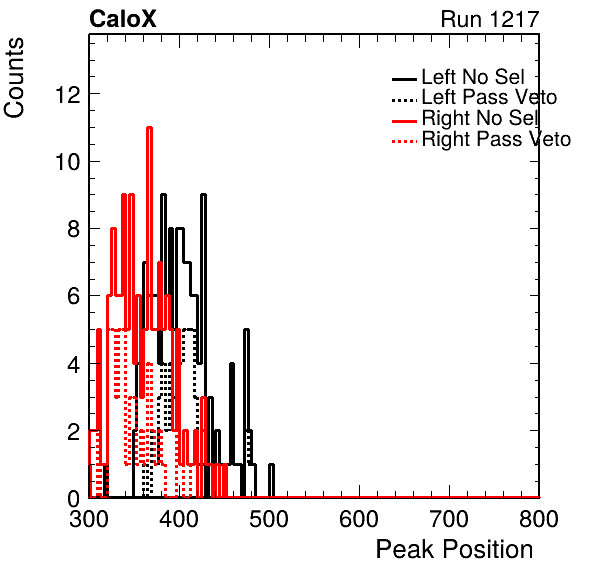 CaloX Run 1217
Counts
Left No Sel
Left Pass Veto
Right No Sel
Right Pass Veto
12
10
8
6
4
2
0
300 400 500 600 700 800
Peak Position